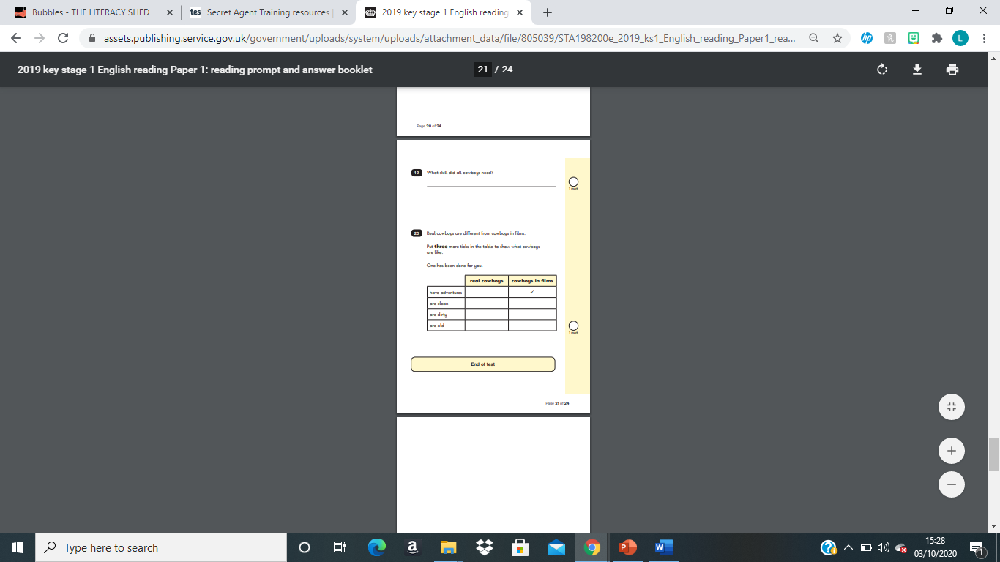 Bubbles - THE LITERACY SHED
tes Secret Agent Training resources
2019 key stage 1 English reading
assets.publishing.service.gov.uk/government/uploads/system/uploads/attachment_data/file/805039/STA198200e_2019_ks1_English_reading_Paper1_rea...
L
2019 key stage 1 English reading Paper 1: reading prompt and answer booklet
21 / 24
Page 20 of 24
19 What skill did all cowboys need?
1 mark
20 Real cowboys are different from cowboys in films.
Put three more ticks in the table to show what cowboys
are like.
One has been done for you.
real cowboys cowboys in films
have adventures ✓
are clean
are dirty
are old
1 mark
End of test
Page 21 of 24
Type here to search
15:28
03/10/2020
1